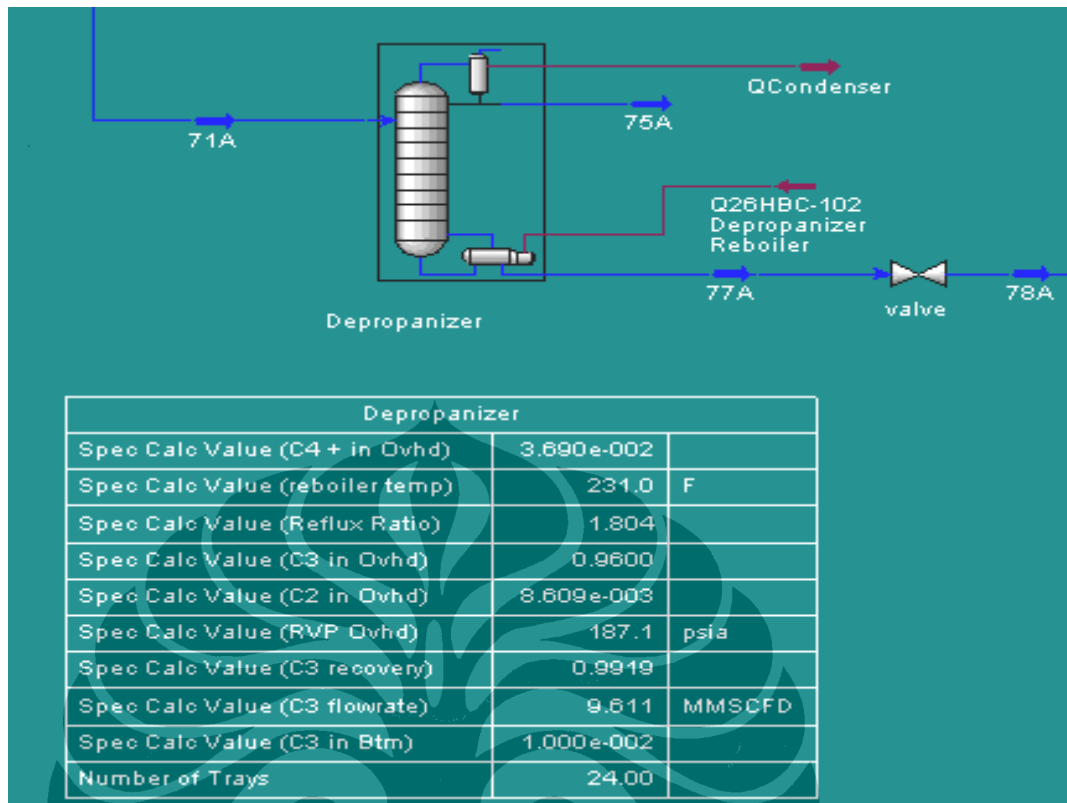 QCondenser
75A
71A
Q26HBC-102
Depropanizer
Reboiler
77A
78A
valve
Depropanizer
Depropanizer
Spec Calc Value (C4 + in Ovhd) 3.690e-002
Spec Calc Value (reboiler temp) 231.0 F
Spec Calc Value (Reflux Ratio) 1.804
Spec Calc Value (C3 in Ovhd) 0.9600
Spec Calc Value (C2 in Ovhd) 8.609e-003
Spec Calc Value (RVP Ovhd) 187.1 psia
Spec Calc Value (C3 recovery) 0.9919
Spec Calc Value (C3 flowrate) 9.611 MMSCFD
Spec Calc Value (C3 in Btm) 1.000e-002
Number of Trays 24.00